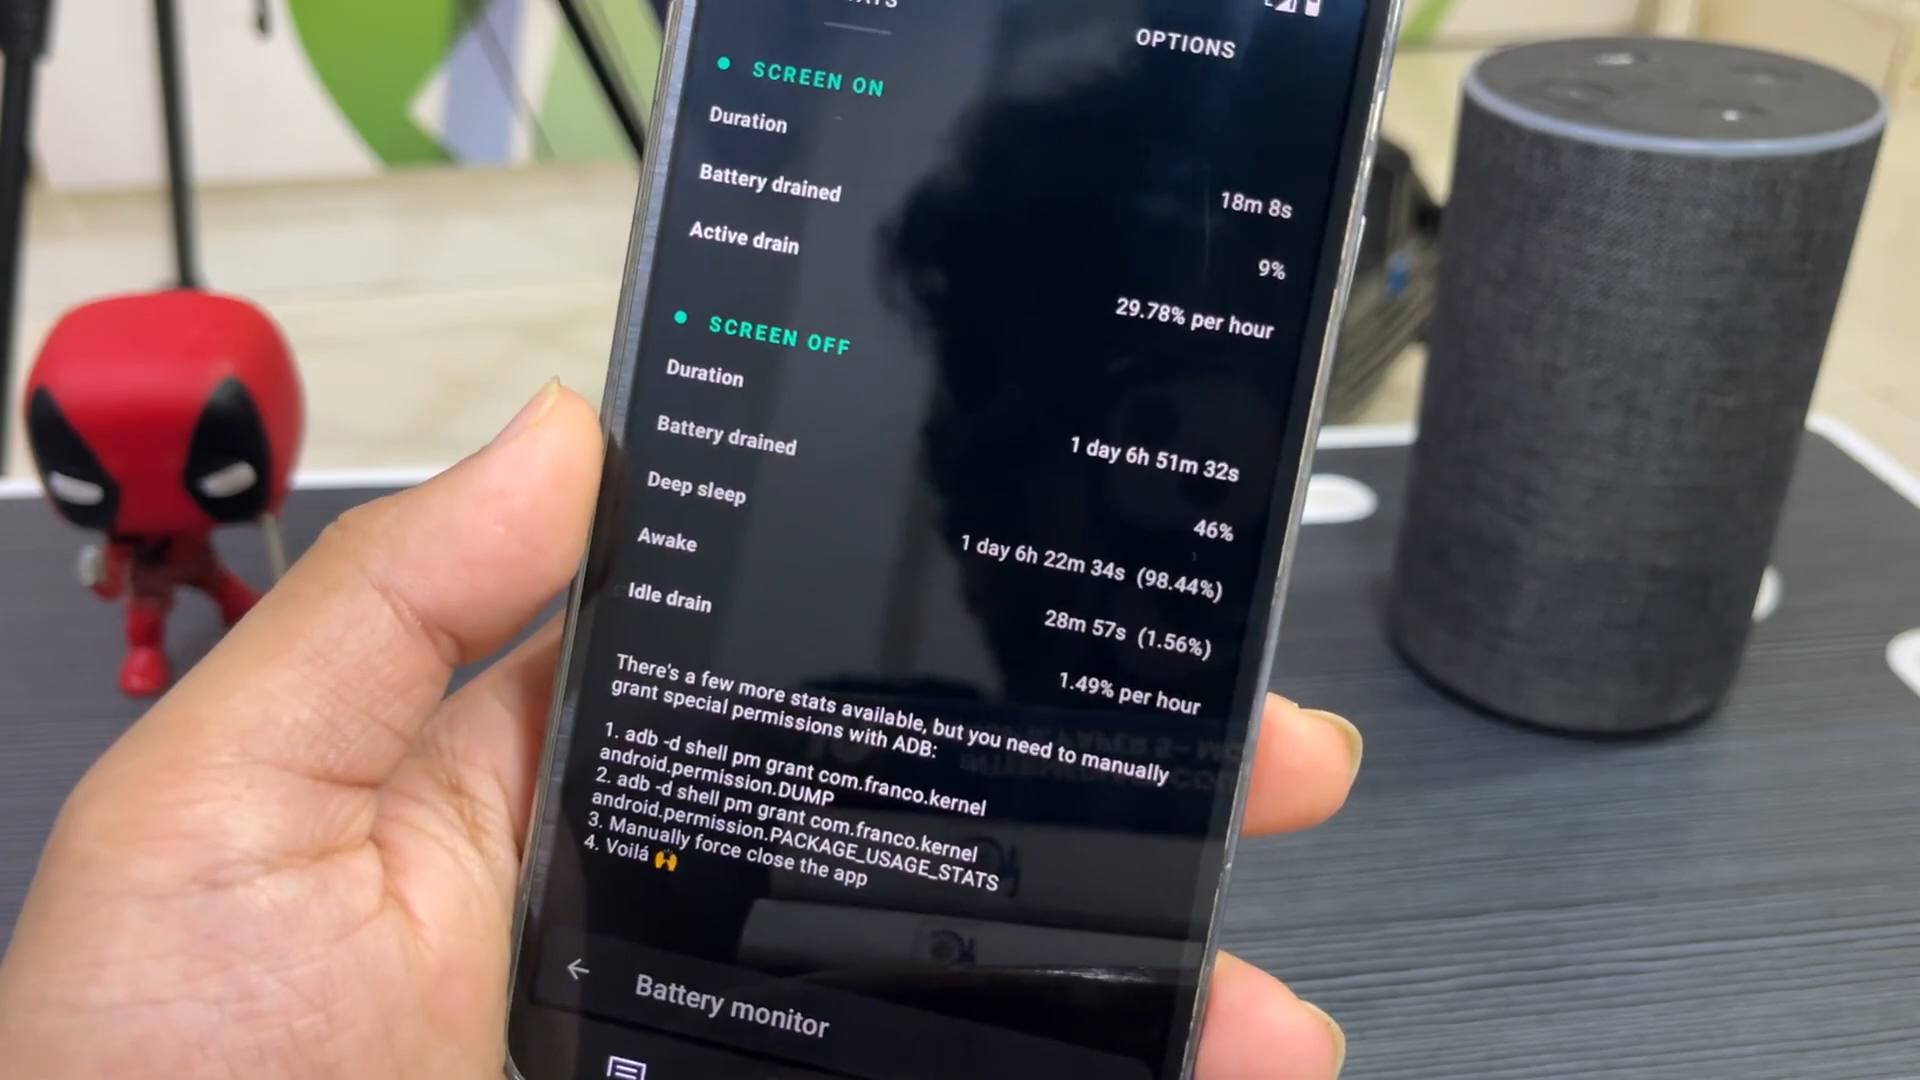 OPTIONS
SCREEN ON
Duration
18m 8s
Battery drained
9%
Active drain
29.78% per hour
SCREEN OFF
Duration
1 day 6h 51m 32s
Battery drained
46%
Deep sleep
1 day 6h 22m 34s (98.44%)
Awake
28m 57s (1.56%)
Idle drain
1.49% per hour
There's a few more stats available, but you need to manually
grant special permissions with ADB:
1. adb -d shell pm grant com.franco.kernel
android.permission.DUMP
2. adb -d shell pm grant com.franco.kernel
android.permission.PACKAGE_USAGE_STATS
3. Manually force close the app
4. Voilá 🙌
Battery monitor